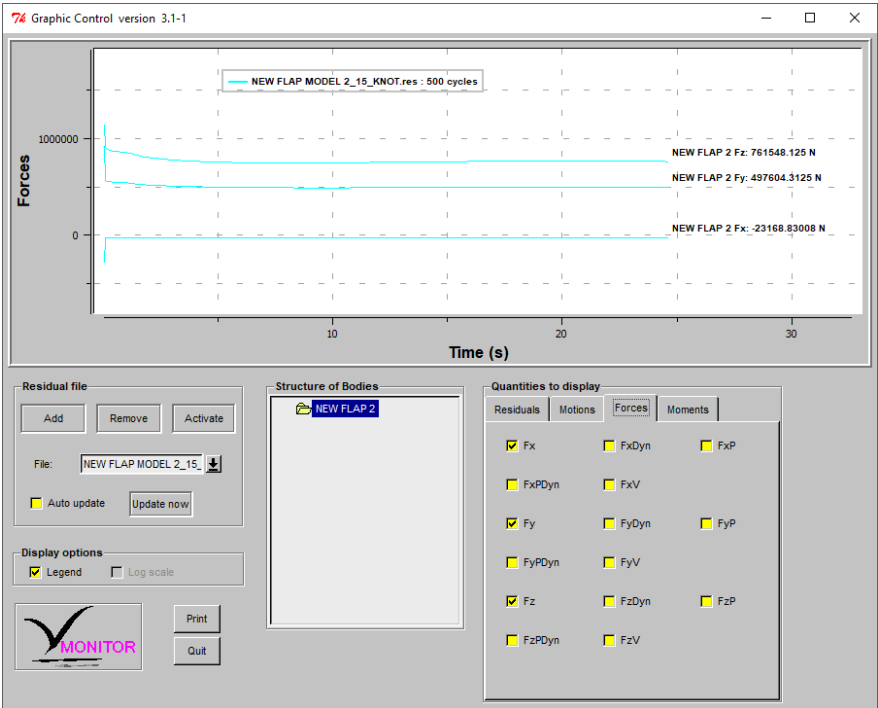 Graphic Control version 3.1-1
NEW FLAP MODEL 2_15_KNOT.res : 500 cycles
Forces
1000000
0
NEW FLAP 2 Fz: 761548.125 N
NEW FLAP 2 Fy: 497604.3125 N
NEW FLAP 2 Fx: -23168.83008 N
10 20 30
Time (s)
Residual file
Add Remove Activate
File: NEW FLAP MODEL 2_15_
Auto update Update now
Display options
Legend Log scale
MONITOR
Print
Quit
Structure of Bodies
NEW FLAP 2
Quantities to display
Residuals Motions Forces Moments
Fx FxDyn FxP
FxPDyn FxV
Fy FyDyn FyP
FyPDyn FyV
Fz FzDyn FzP
FzPDyn FzV